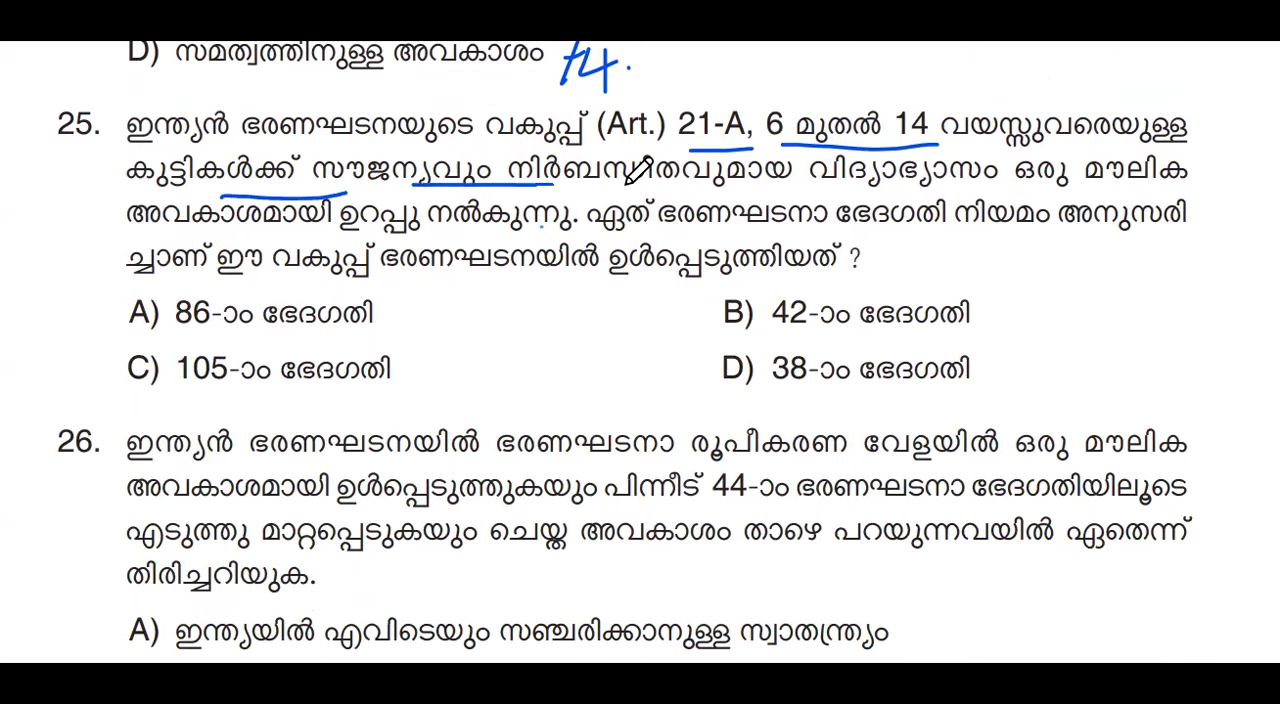 D) സമത്വത്തിനുള്ള അവകാശം 14.
25. ഇന്ത്യൻ ഭരണഘടനയുടെ വകുപ്പ് (Art.) 21-A, 6 മുതൽ 14 വയസ്സുവരെയുള്ള
കുട്ടികൾക്ക് സൗജന്യവും നിർബന്ധിതവുമായ വിദ്യാഭ്യാസം ഒരു മൗലിക
അവകാശമായി ഉറപ്പു നൽകുന്നു. ഏത് ഭരണഘടനാ ഭേദഗതി നിയമം അനുസരി
ച്ചാണ് ഈ വകുപ്പ് ഭരണഘടനയിൽ ഉൾപ്പെടുത്തിയത് ?
A) 86-ാം ഭേദഗതി B) 42-ാം ഭേദഗതി
C) 105-ാം ഭേദഗതി D) 38-ാം ഭേദഗതി
26. ഇന്ത്യൻ ഭരണഘടനയിൽ ഭരണഘടനാ രൂപീകരണ വേളയിൽ ഒരു മൗലിക
അവകാശമായി ഉൾപ്പെടുത്തുകയും പിന്നീട് 44-ാം ഭരണഘടനാ ഭേദഗതിയിലൂടെ
എടുത്തു മാറ്റപ്പെടുകയും ചെയ്ത അവകാശം താഴെ പറയുന്നവയിൽ ഏതെന്ന്
തിരിച്ചറിയുക.
A) ഇന്ത്യയിൽ എവിടെയും സഞ്ചരിക്കാനുള്ള സ്വാതന്ത്ര്യം